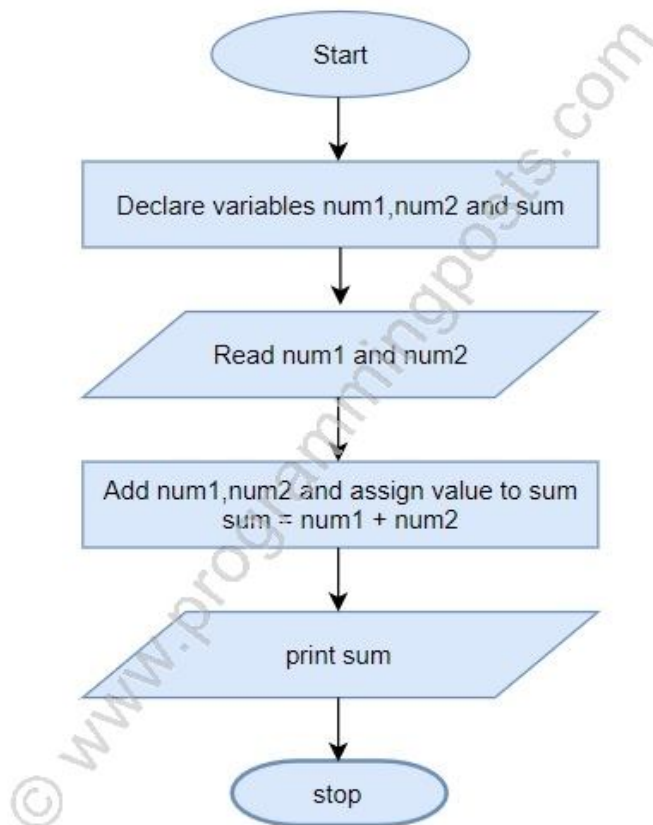 Start
Declare variables num1,num2 and sum
Read num1 and num2
Add num1,num2 and assign value to sum
sum = num1 + num2
print sum
stop
© www.programmingposts.com